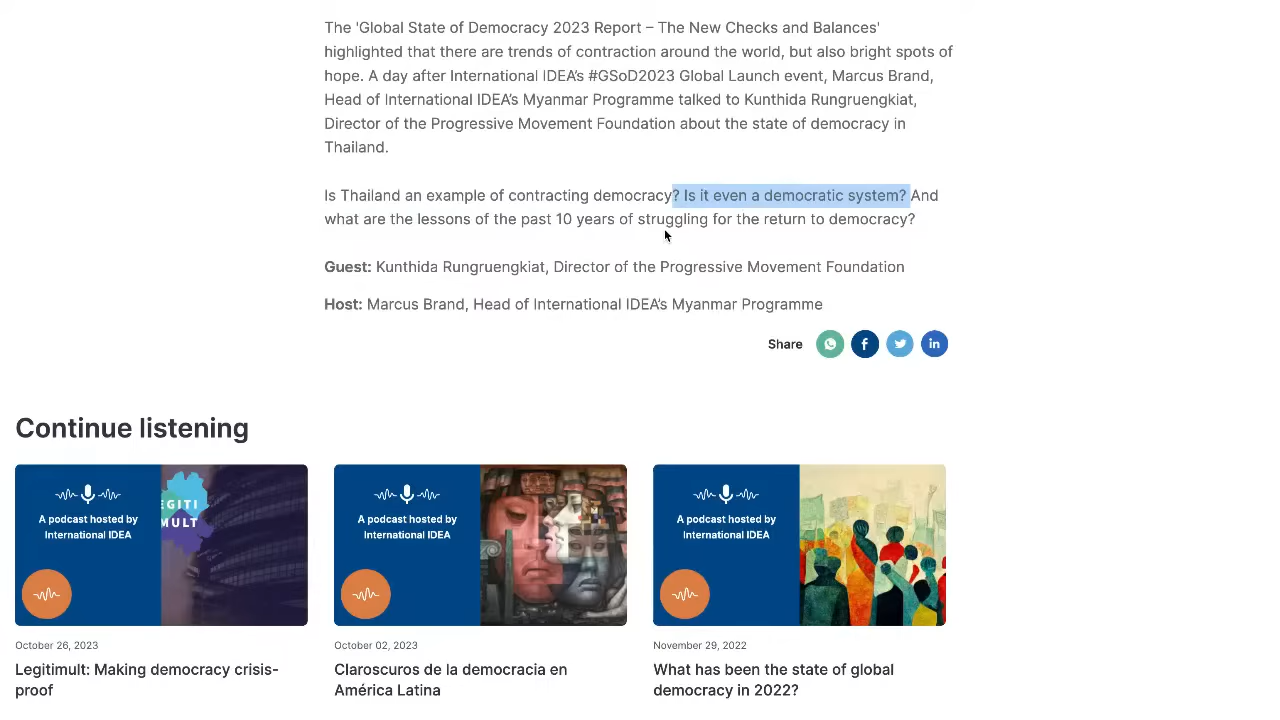 The 'Global State of Democracy 2023 Report – The New Checks and Balances'
highlighted that there are trends of contraction around the world, but also bright spots of
hope. A day after International IDEA’s #GSoD2023 Global Launch event, Marcus Brand,
Head of International IDEA’s Myanmar Programme talked to Kunthida Rungruengkiat,
Director of the Progressive Movement Foundation about the state of democracy in
Thailand.
Is Thailand an example of contracting democracy? Is it even a democratic system? And
what are the lessons of the past 10 years of struggling for the return to democracy?
Guest: Kunthida Rungruengkiat, Director of the Progressive Movement Foundation
Host: Marcus Brand, Head of International IDEA’s Myanmar Programme
Share
Continue listening
A podcast hosted by
International IDEA
EGITI
MULT
October 26, 2023
Legitimult: Making democracy crisis-
proof
A podcast hosted by
International IDEA
October 02, 2023
Claroscuros de la democracia en
América Latina
A podcast hosted by
International IDEA
November 29, 2022
What has been the state of global
democracy in 2022?